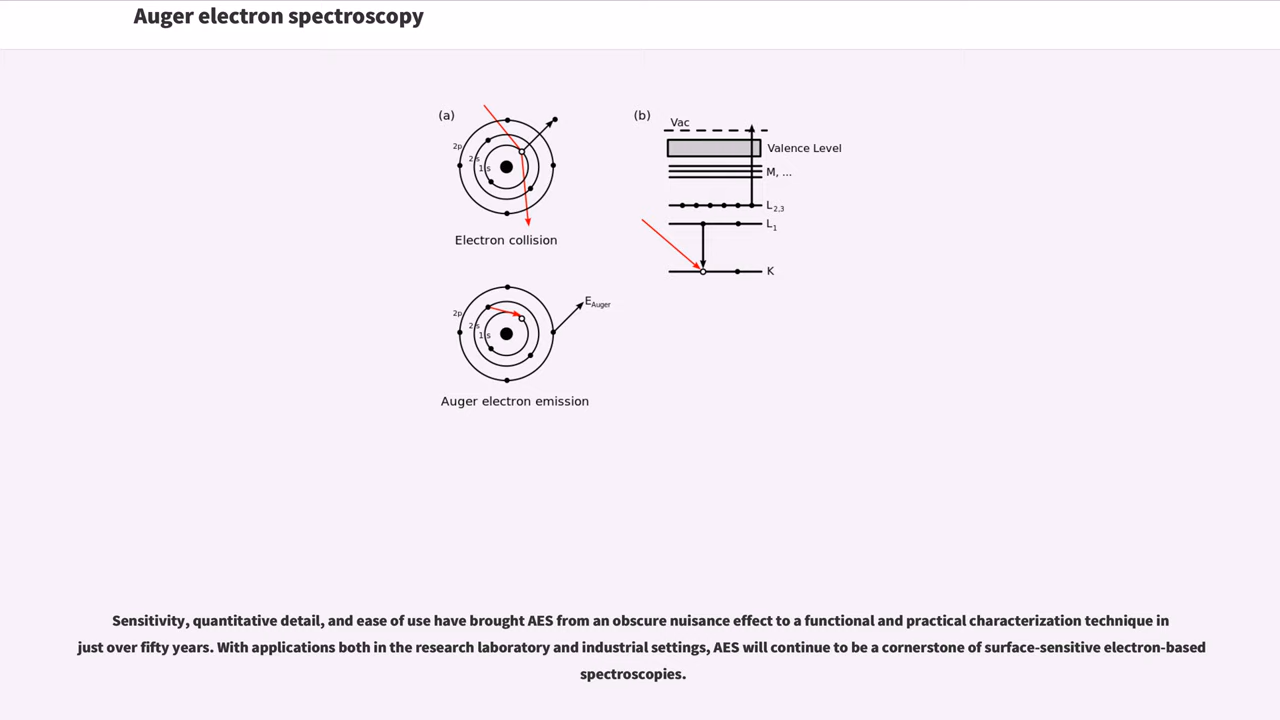 Auger electron spectroscopy
(a)
2p
2s
1s
Electron collision
2p
2s
1s
E Auger
Auger electron emission
(b)
Vac
Valence Level
M, ...
L 2,3
L 1
K
Sensitivity, quantitative detail, and ease of use have brought AES from an obscure nuisance effect to a functional and practical characterization technique in
just over fifty years. With applications both in the research laboratory and industrial settings, AES will continue to be a cornerstone of surface-sensitive electron-based
spectroscopies.